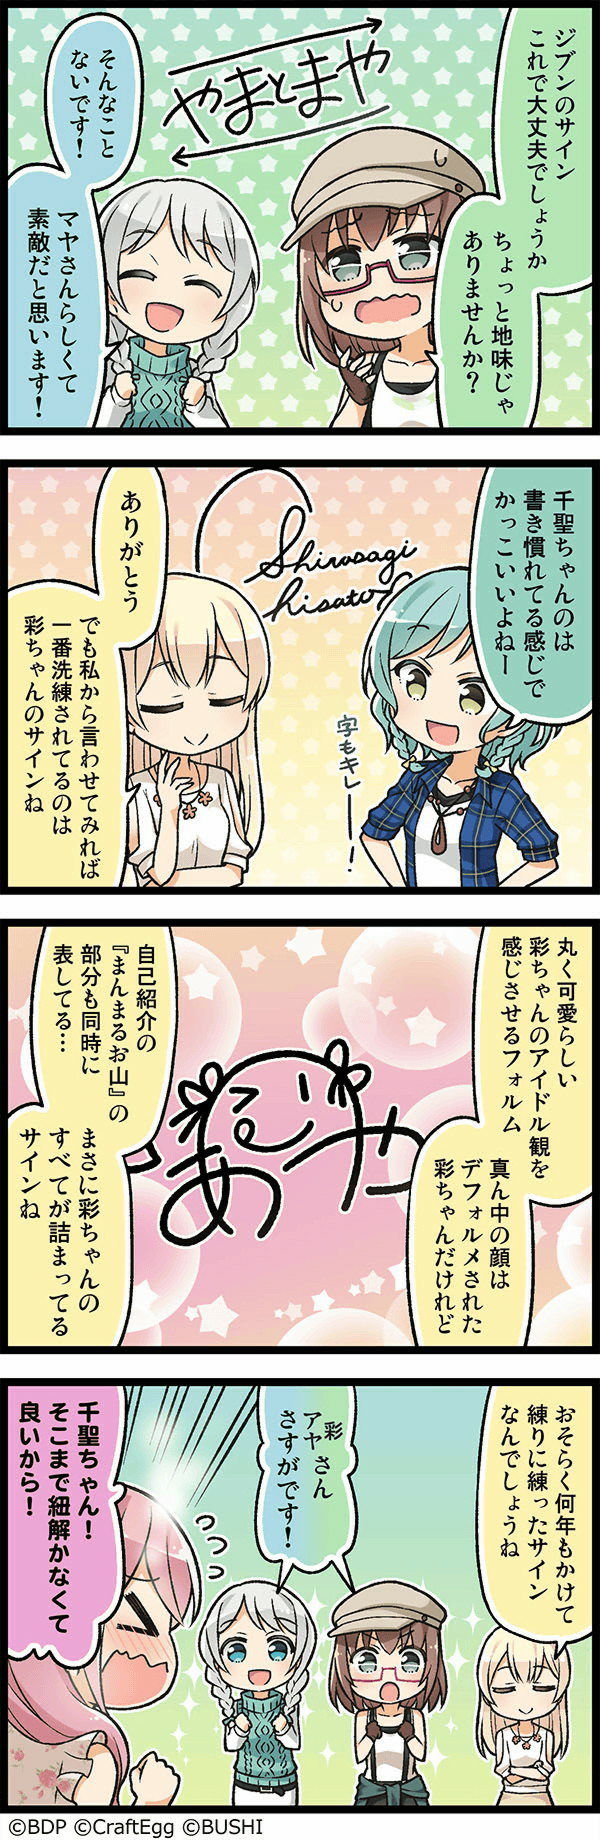 ジブンのサイン
これで大丈夫でしょうか
ちょっと地味じゃ
ありませんか？
やまとまや
そんなこと
ないです！
マヤさんらしくて
素敵だと思います！
千聖ちゃんのは
書き慣れてる感じで
かっこいいよねー
字もキレー！
Shirasagi
hisato
ありがとう
でも私から言わせてみれば
一番洗練されてるのは
彩ちゃんのサインね
丸く可愛らしい
彩ちゃんのアイドル観を
感じさせるフォルム
真ん中の顔は
デフォルメされた
彩ちゃんだけれど
自己紹介の
『まんまるお山』の
部分も同時に
表してる…
まさに彩ちゃんの
すべてが詰まってる
サインね
おそらく何年もかけて
練りに練ったサイン
なんでしょうね
彩
アヤさん
さすがです！
千聖ちゃん！
そこまで紐解かなくて
良いから！
©BDP ©CraftEgg ©BUSHI